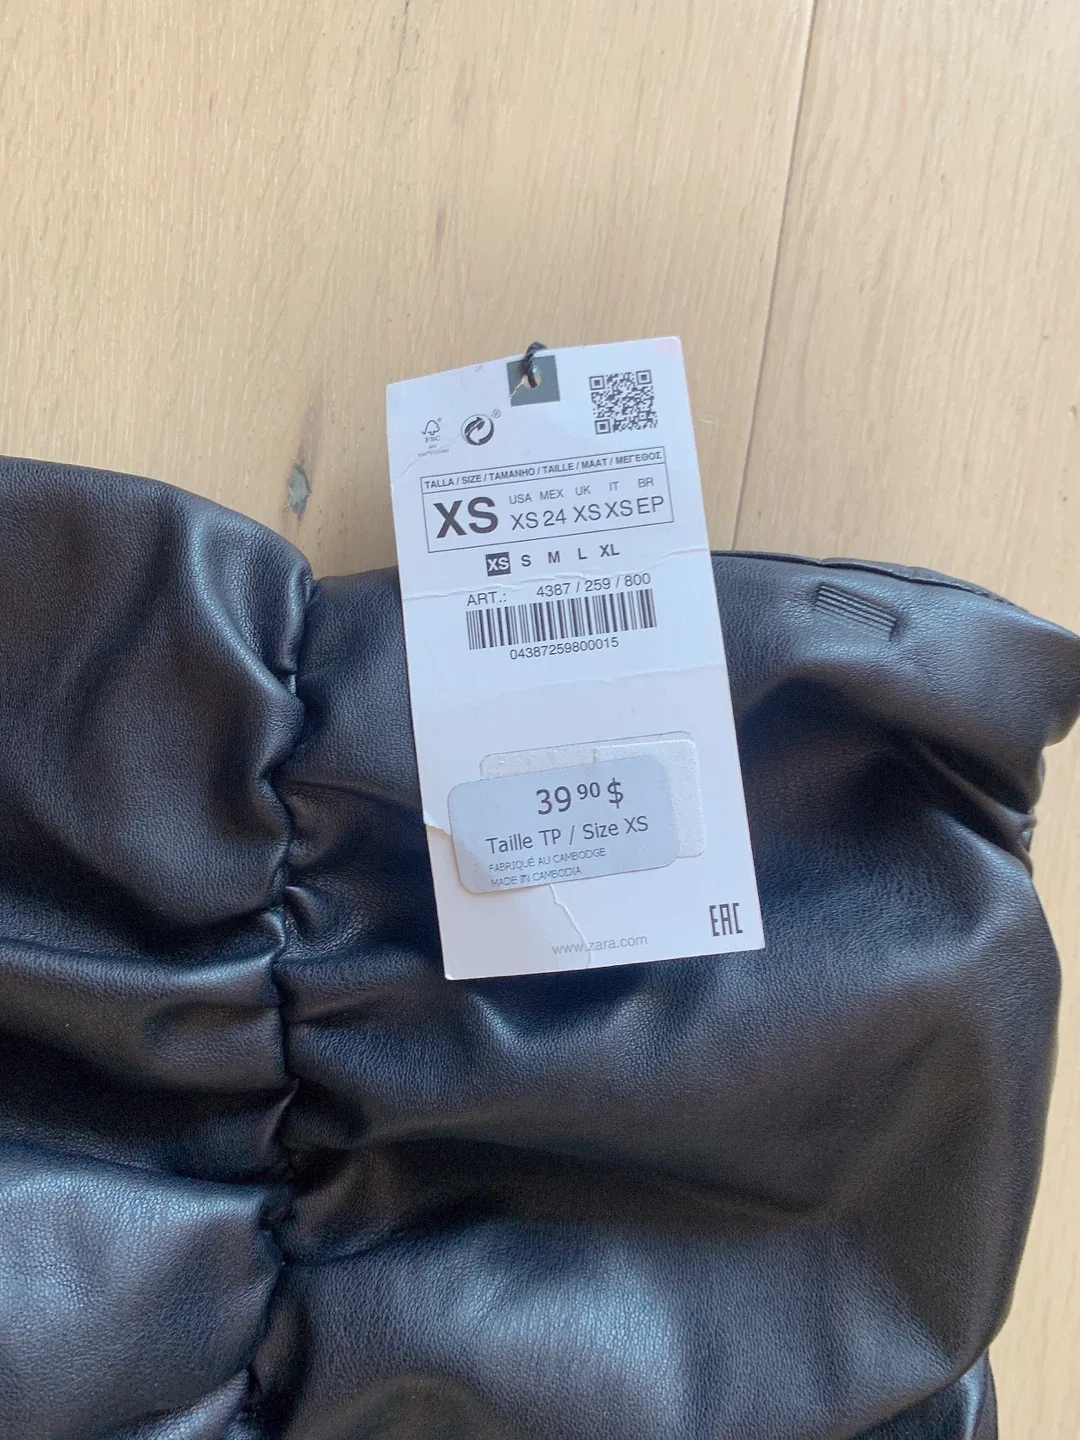 FSC
®
TALLA / SIZE / TAMANHO / TAILLE / MAAT / ΜΕΓΕΘΟΣ
XS
USA MEX UK IT BR
XS 24 XS XS EP
XS S M L XL
ART.: 4387 / 259 / 800
04387259800015
39 90 $
Taille TP / Size XS
FABRIQUÉ AU CAMBODGE
MADE IN CAMBODIA
EAC
www.zara.com